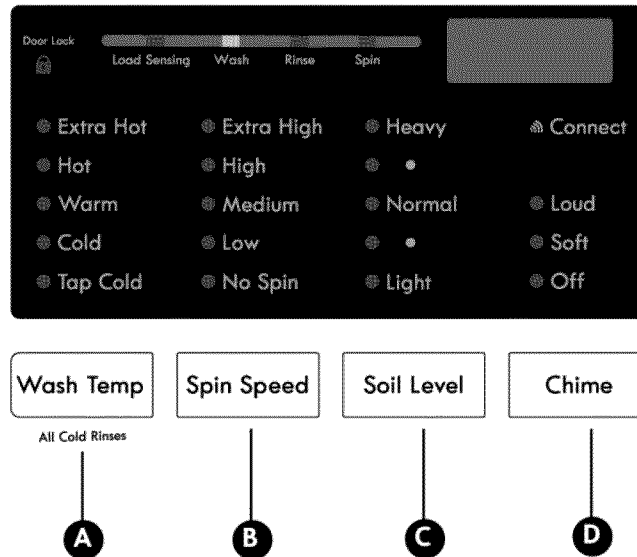 Door Lock
Load Sensing Wash Rinse Spin
Extra Hot Extra High Heavy Connect
Hot High
Warm Medium Normal Loud
Cold Low Soft
Tap Cold No Spin Light Off
Wash Temp Spin Speed Soil Level Chime
All Cold Rinses
A B C D